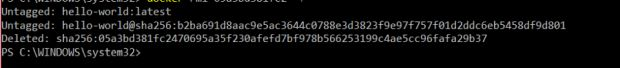 Untagged: hello-world:latest
Untagged: hello-world@sha256:b2ba691d8aac9e5ac3644c0788e3d3823f9e97f757f01d2ddc6eb5458df9d801
Deleted: sha256:05a3bd381fc2470695a35f230afefd7bf978b566253199c4ae5cc96fafa29b37
PS C:\WINDOWS\system32>